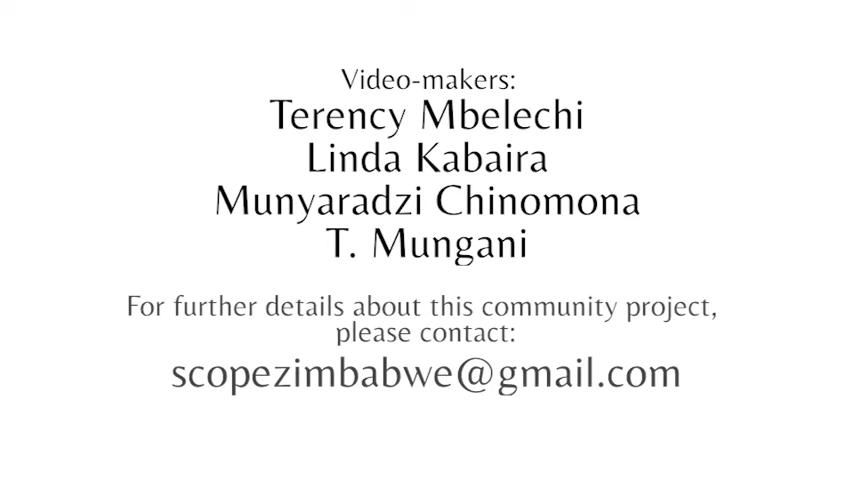 Video-makers:
Terency Mbelechi
Linda Kabaira
Munyaradzi Chinomona
T. Mungani
For further details about this community project,
please contact:
scopezimbabwe@gmail.com